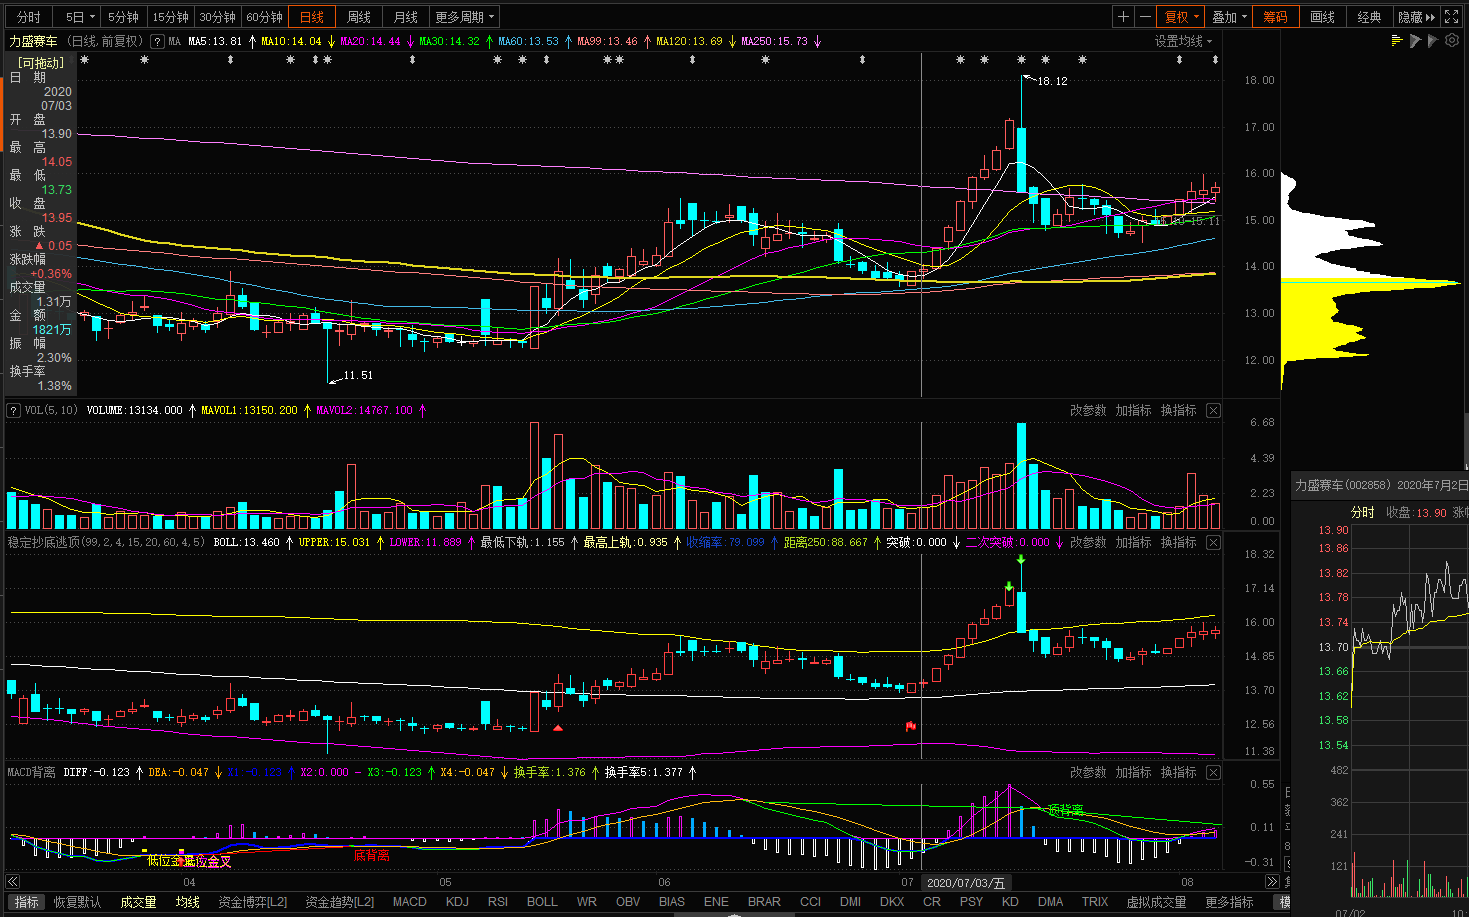 分时 5日 5分钟 15分钟 30分钟 60分钟 日线 周线 月线 更多周期 复权 叠加 筹码 画线 经典 隐藏
力盛赛车 (日线,前复权) ? MA MA5:13.81 ↑ MA10:14.04 ↓ MA20:14.44 ↓ MA30:14.32 ↑ MA60:13.53 ↑ MA99:13.46 ↑ MA120:13.69 ↓ MA250:15.73 ↓ 设置均线
[可拖动]
日 期
2020
07/03
开 盘
13.90
最 高
14.05
最 低
13.73
收 盘
13.95
涨 跌
▲ 0.05
涨跌幅
+0.36%
成交量
1.31万
金 额
1821万
振 幅
2.30%
换手率
1.38%
18.12
11.51
18.00
17.00
16.00
15.00
14.00
13.00
12.00
? VOL(5,10) VOLUME:13134.000 ↑ MAVOL1:13150.200 ↑ MAVOL2:14767.100 ↑ 改参数 加指标 换指标
6.68
4.39
2.23
0.00
稳定抄底逃顶(99,2,4,15,20,60,4,5) BOLL:13.460 ↑ UPPER:15.031 ↑ LOWER:11.889 ↑ 最低下轨:1.155 ↑ 最高上轨:0.935 ↑ 收缩率:79.099 ↑ 距离250:88.667 ↑ 突破:0.000 ↓ 二次突破:0.000 ↓ 改参数 加指标 换指标
18.32
17.14
16.00
14.85
13.70
12.56
11.38
MACD背离 DIFF:-0.123 ↑ DEA:-0.047 ↓ X1:-0.123 ↑ X2:0.000 - X3:-0.123 ↑ X4:-0.047 ↓ 换手率:1.376 ↑ 换手率5:1.377 ↑ 改参数 加指标 换指标
0.55
0.11
-0.31
顶背离
低位金叉
底背离
04 05 06 07 2020/07/03/五 08
指标 恢复默认 成交量 均线 资金博弈[L2] 资金趋势[L2] MACD KDJ RSI BOLL WR OBV BIAS ENE BRAR CCI DMI DKX CR PSY KD DMA TRIX 虚拟成交量 更多指标
力盛赛车(002858) 2020年7月2日
分时 收盘:13.90
13.90
13.86
13.82
13.78
13.74
13.70
13.66
13.62
13.58
13.54
482
362
241
121
07/02